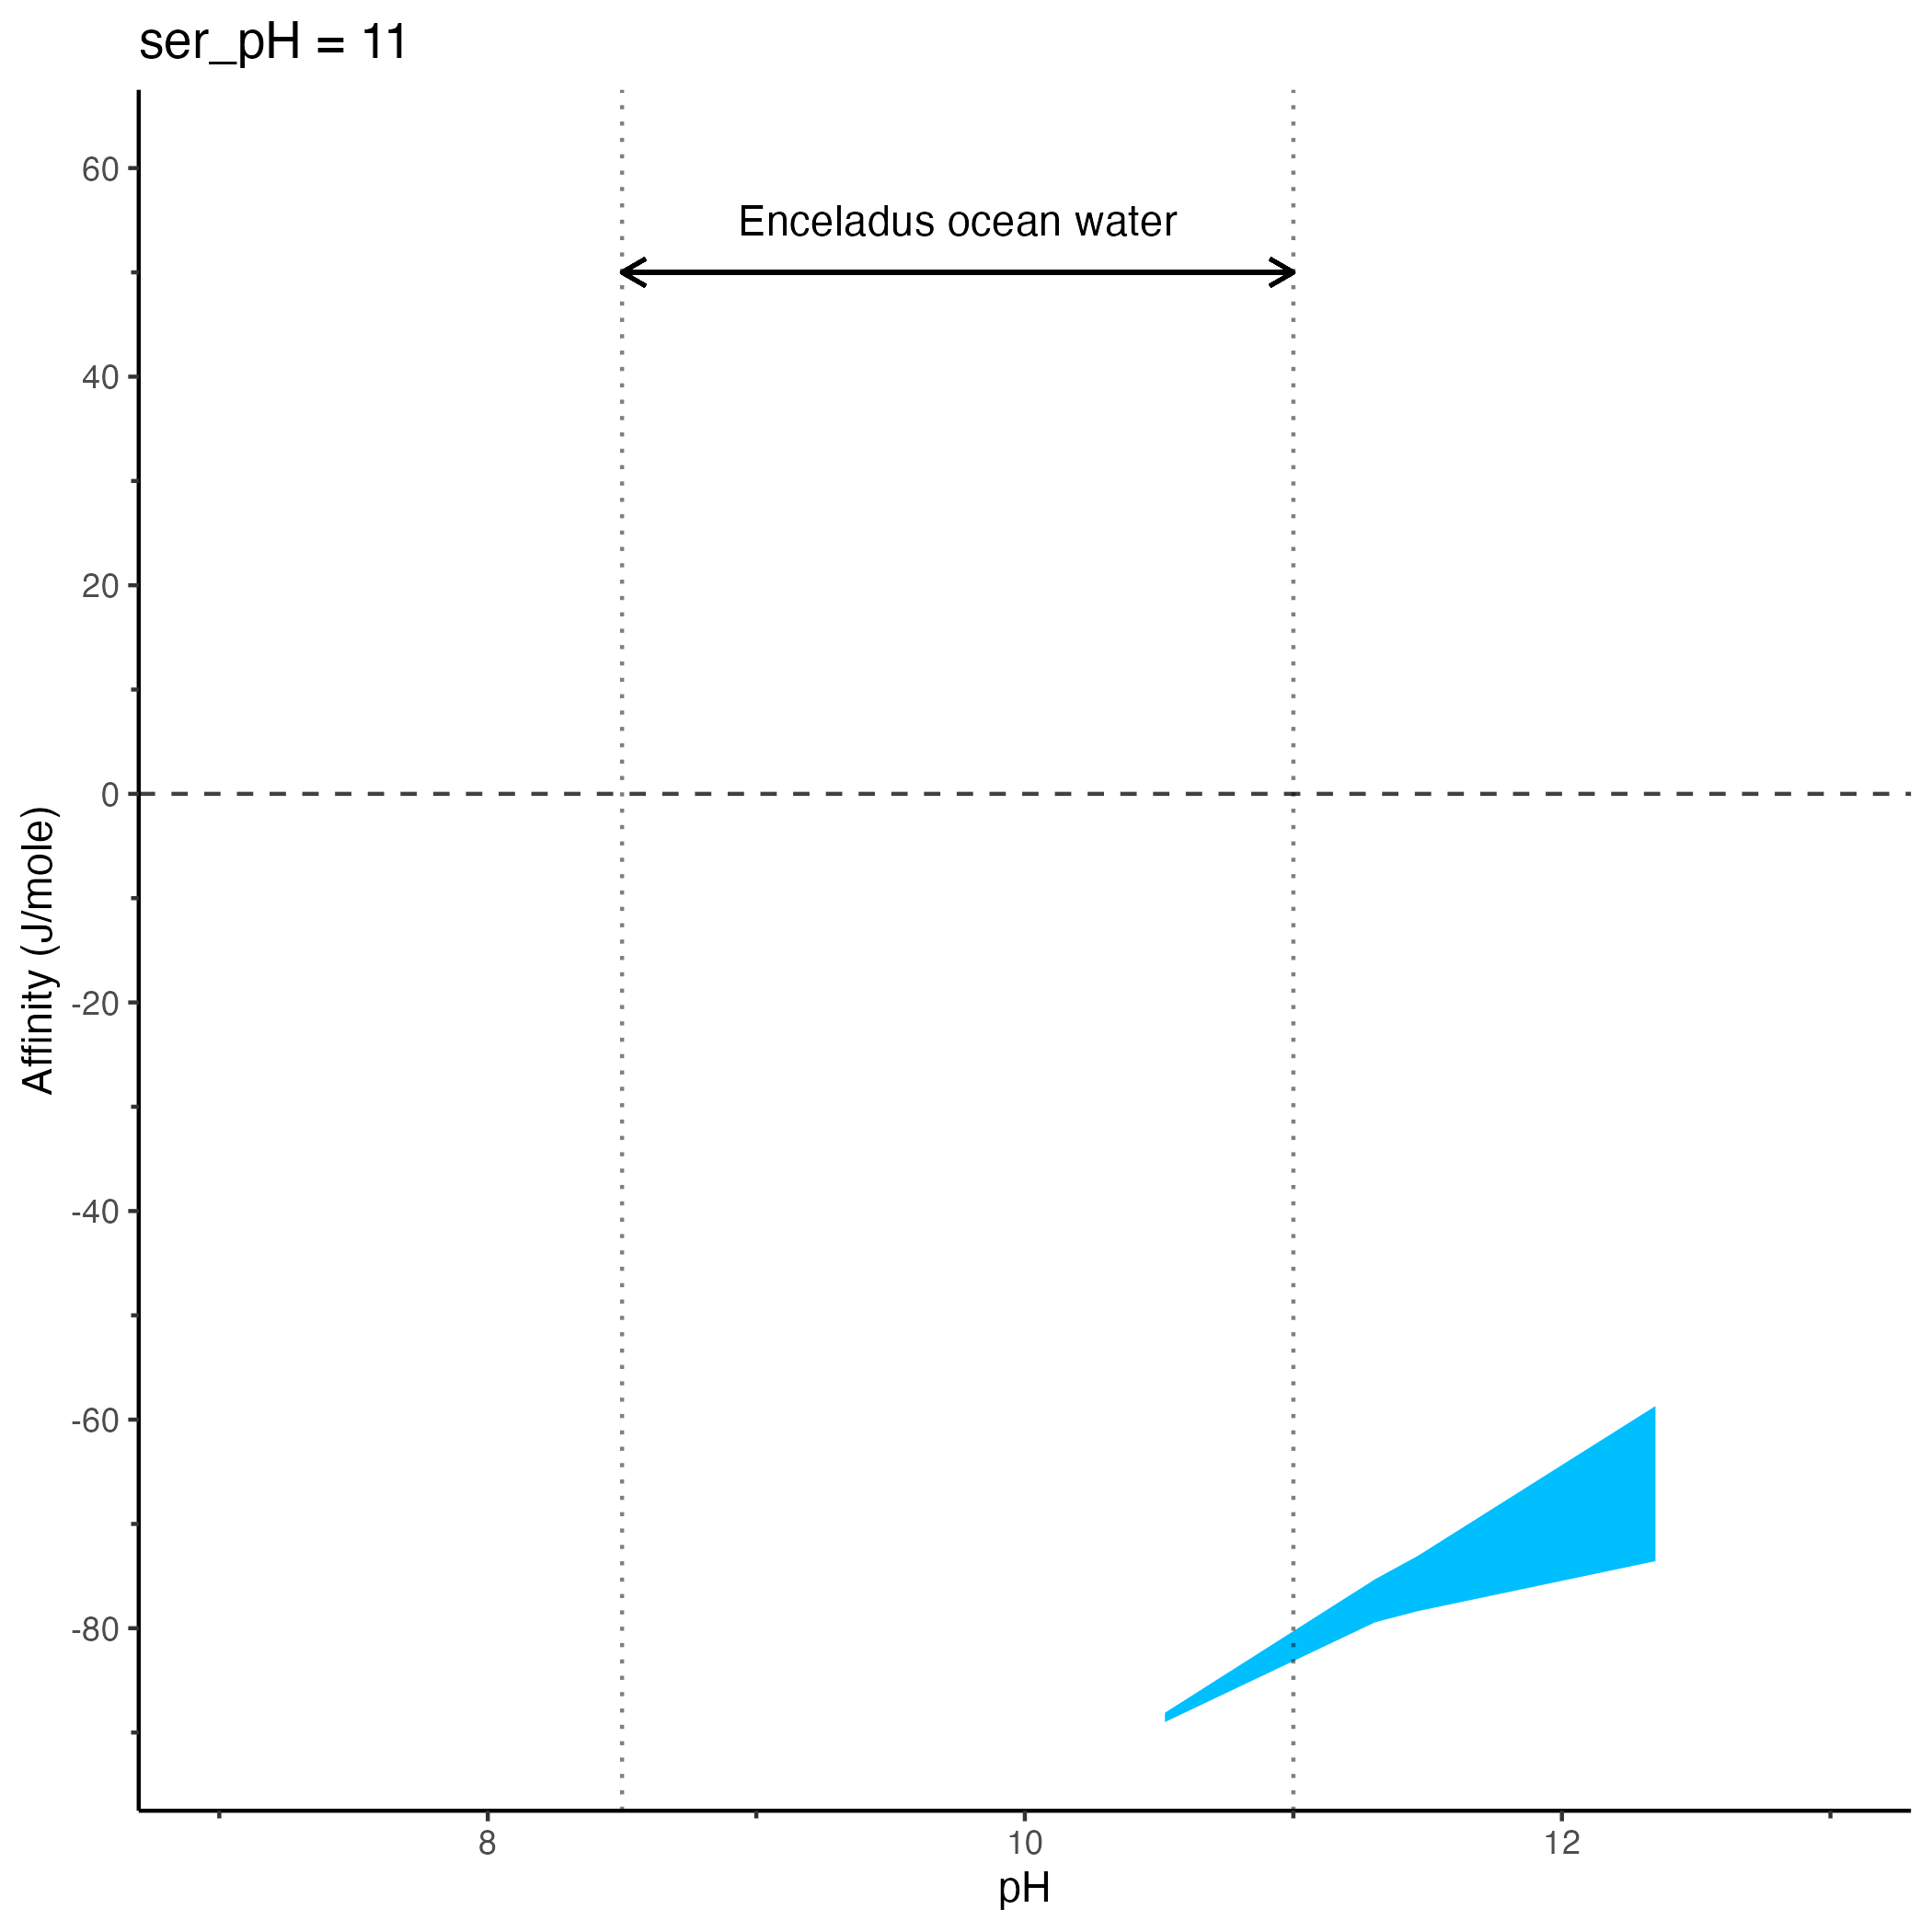 ser_pH = 11
Enceladus ocean water
60
40
20
0
-20
-40
-60
-80
Affinity (J/mole)
8
10
12
pH